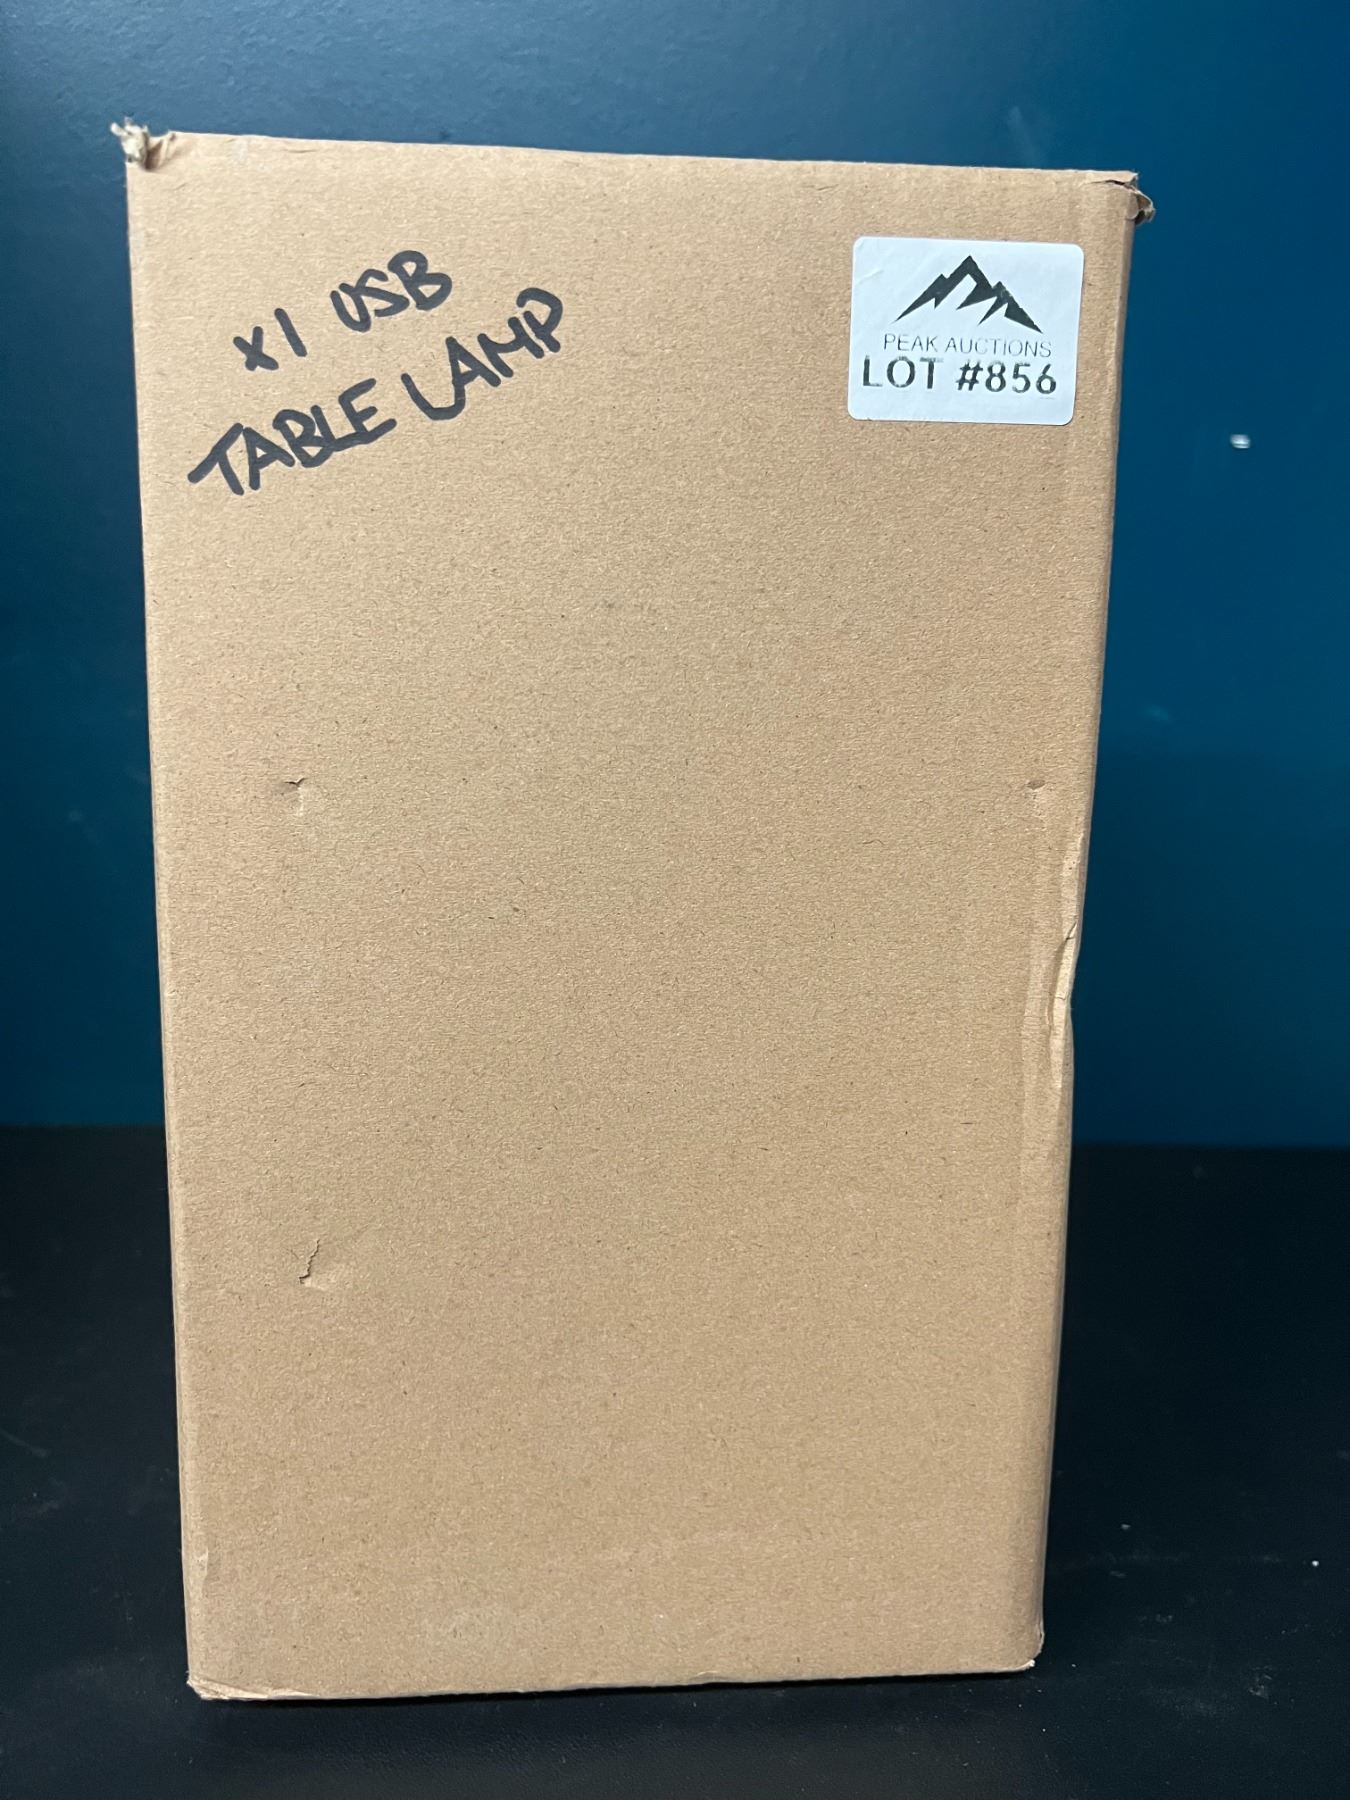 x1 USB
TABLE LAMP
PEAK AUCTIONS
LOT #856